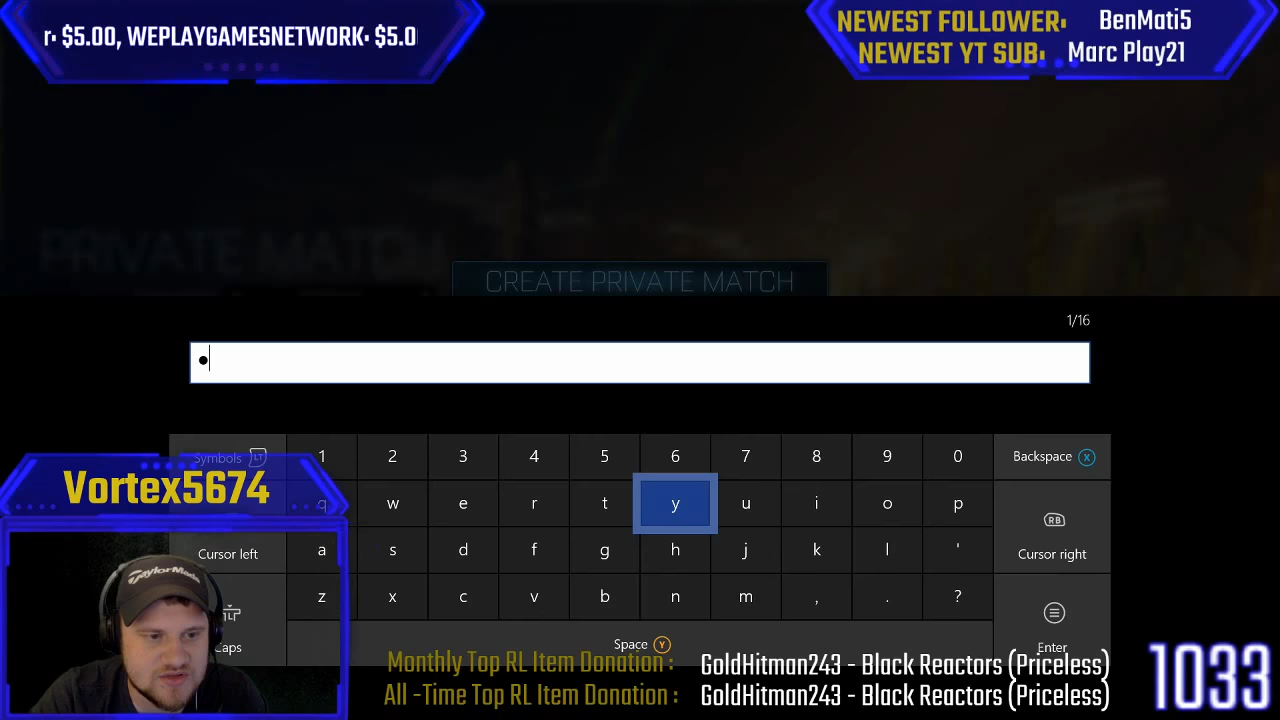 r: $5.00, WEPLAYGAMESNETWORK: $5.0
NEWEST FOLLOWER: BenMati5
NEWEST YT SUB: Marc Play21
PRIVATE MATCH
CREATE PRIVATE MATCH
1/16
Symbols LT 1 2 3 4 5 6 7 8 9 0 Backspace X
Vortex5674
q w e r t y u i o p
RB
Cursor left a s d f g h j k l ' Cursor right
z x c v b n m , . ?
Caps Space Y Enter
TaylorMade
Monthly Top RL Item Donation : GoldHitman243 - Black Reactors (Priceless)
All -Time Top RL Item Donation : GoldHitman243 - Black Reactors (Priceless)
1033